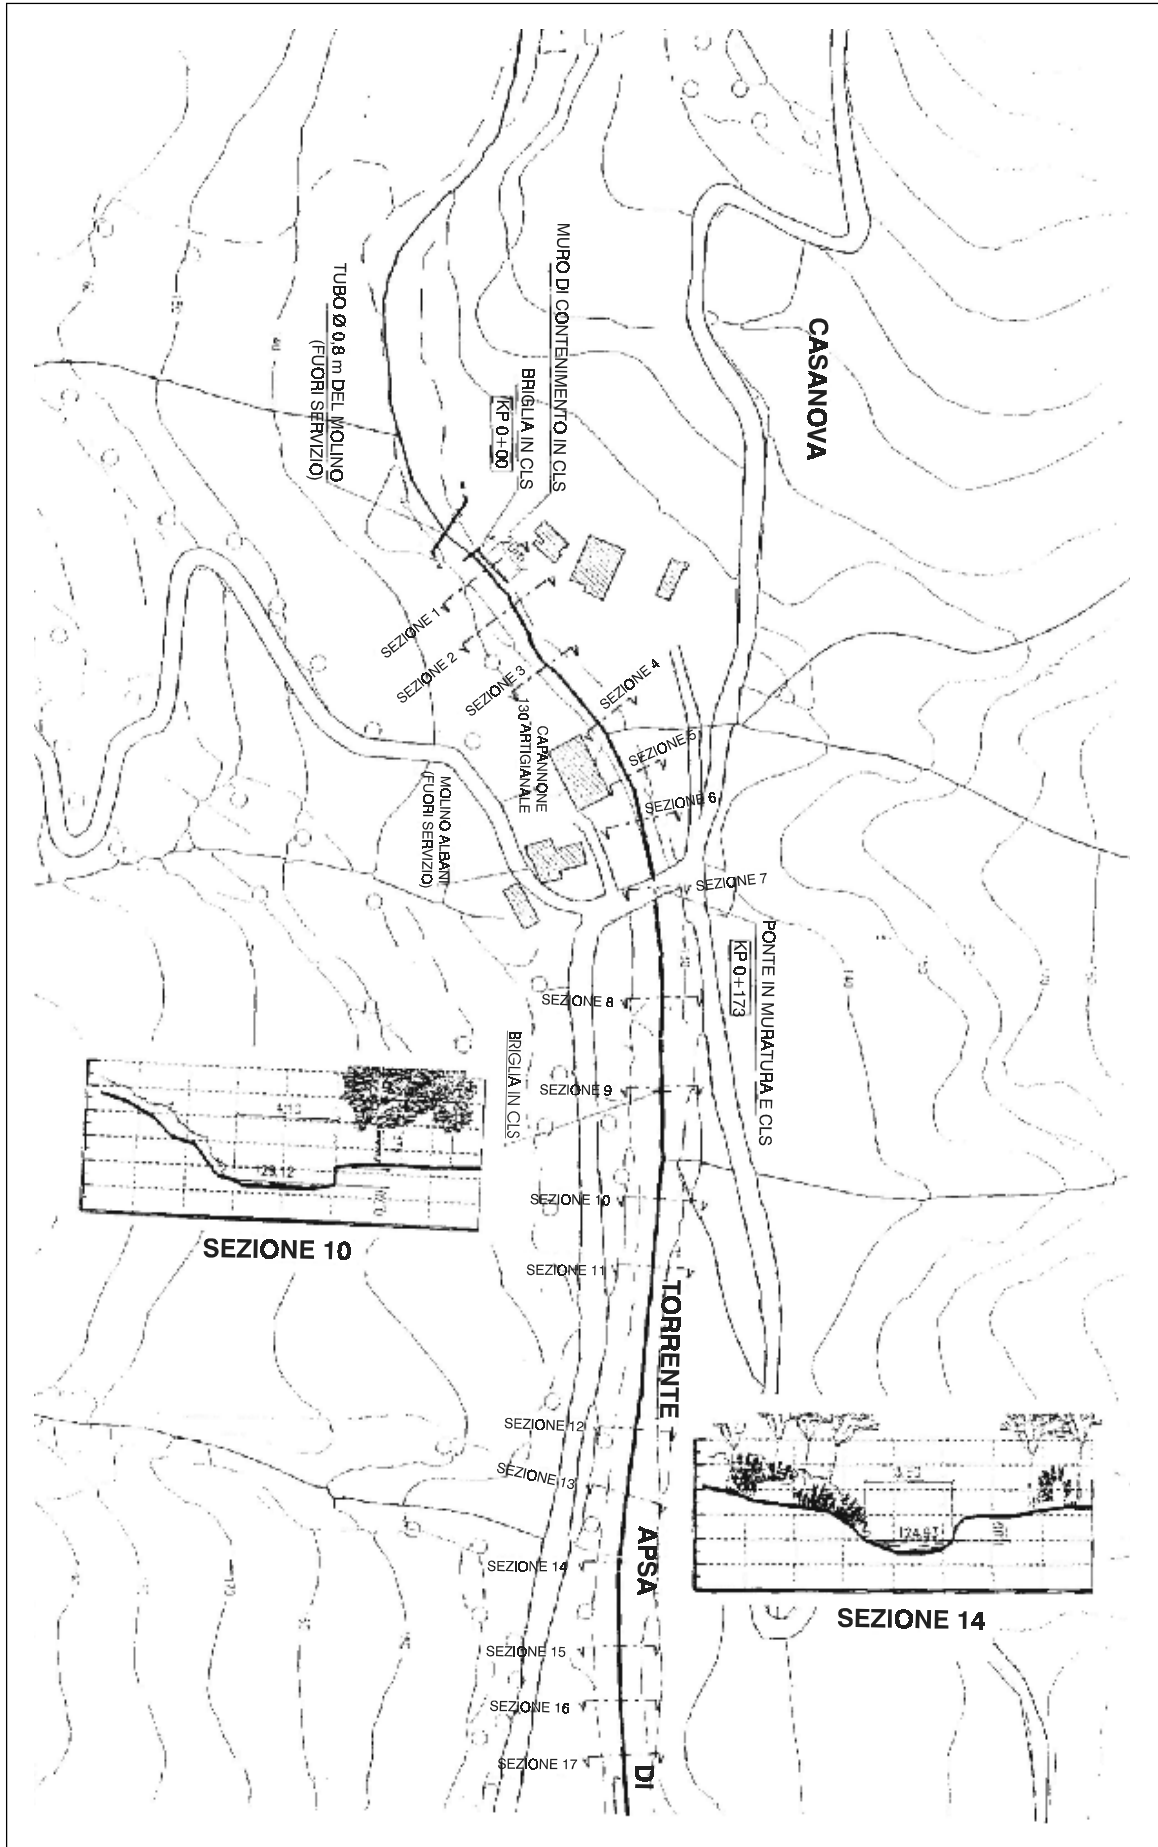 CASANOVA
MURO DI CONTENIMENTO IN CLS
BRIGLIA IN CLS
KP 0+00
TUBO Ø 0,8 m DEL MOLINO
(FUORI SERVIZIO)
SEZIONE 1
SEZIONE 2
SEZIONE 3
SEZIONE 4
SEZIONE 5
SEZIONE 6
CAPANNONE
130 ARTIGIANALE
MOLINO ALBANI
(FUORI SERVIZIO)
SEZIONE 7
PONTE IN MURATURA E CLS
KP 0+173
140
SEZIONE 8
SEZIONE 9
BRIGLIA IN CLS
SEZIONE 10
129.12
SEZIONE 10
SEZIONE 11
TORRENTE
SEZIONE 12
SEZIONE 13
APSA
SEZIONE 14
SEZIONE 14
170
SEZIONE 15
SEZIONE 16
SEZIONE 17
DI